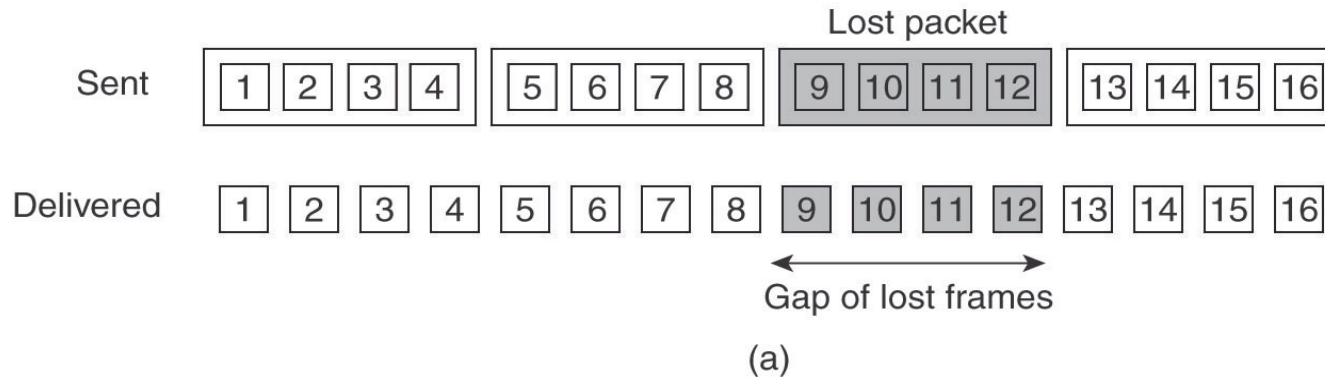 Lost packet
Sent 1 2 3 4 5 6 7 8 9 10 11 12 13 14 15 16
Delivered 1 2 3 4 5 6 7 8 9 10 11 12 13 14 15 16
Gap of lost frames
(a)